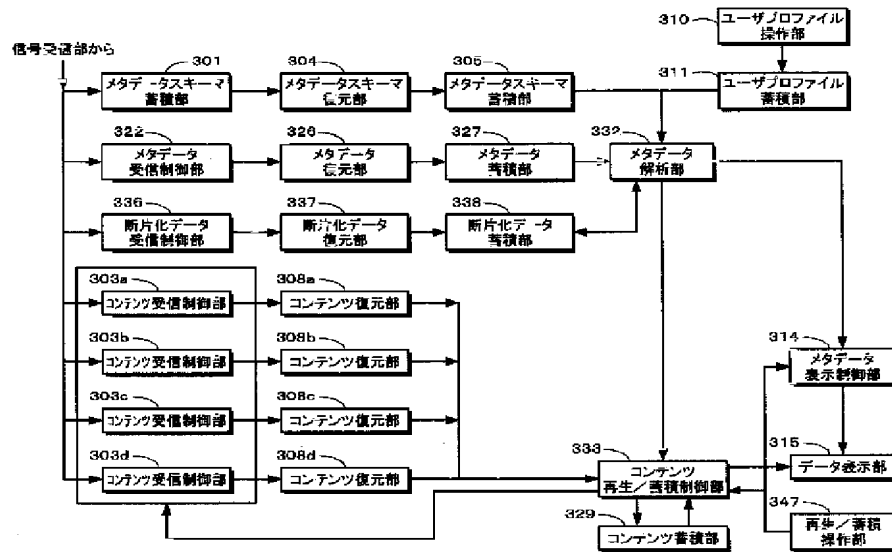 310
ユーザプロファイル
操作部
信号受信部から
301
メタデータスキーマ
蓄積部
304
メタデータスキーマ
復元部
305
メタデータスキーマ
蓄積部
311
ユーザプロファイル
蓄積部
322
メタデータ
受信制御部
326
メタデータ
復元部
327
メタデータ
蓄積部
332
メタデータ
解析部
336
断片化データ
受信制御部
337
断片化データ
復元部
338
断片化データ
蓄積部
303a
コンテンツ受信制御部
308a
コンテンツ復元部
303b
コンテンツ受信制御部
308b
コンテンツ復元部
314
メタデータ
表示制御部
303c
コンテンツ受信制御部
308c
コンテンツ復元部
303d
コンテンツ受信制御部
308d
コンテンツ復元部
333
コンテンツ
再生/蓄積制御部
315
データ表示部
329
コンテンツ蓄積部
347
再生/蓄積
操作部